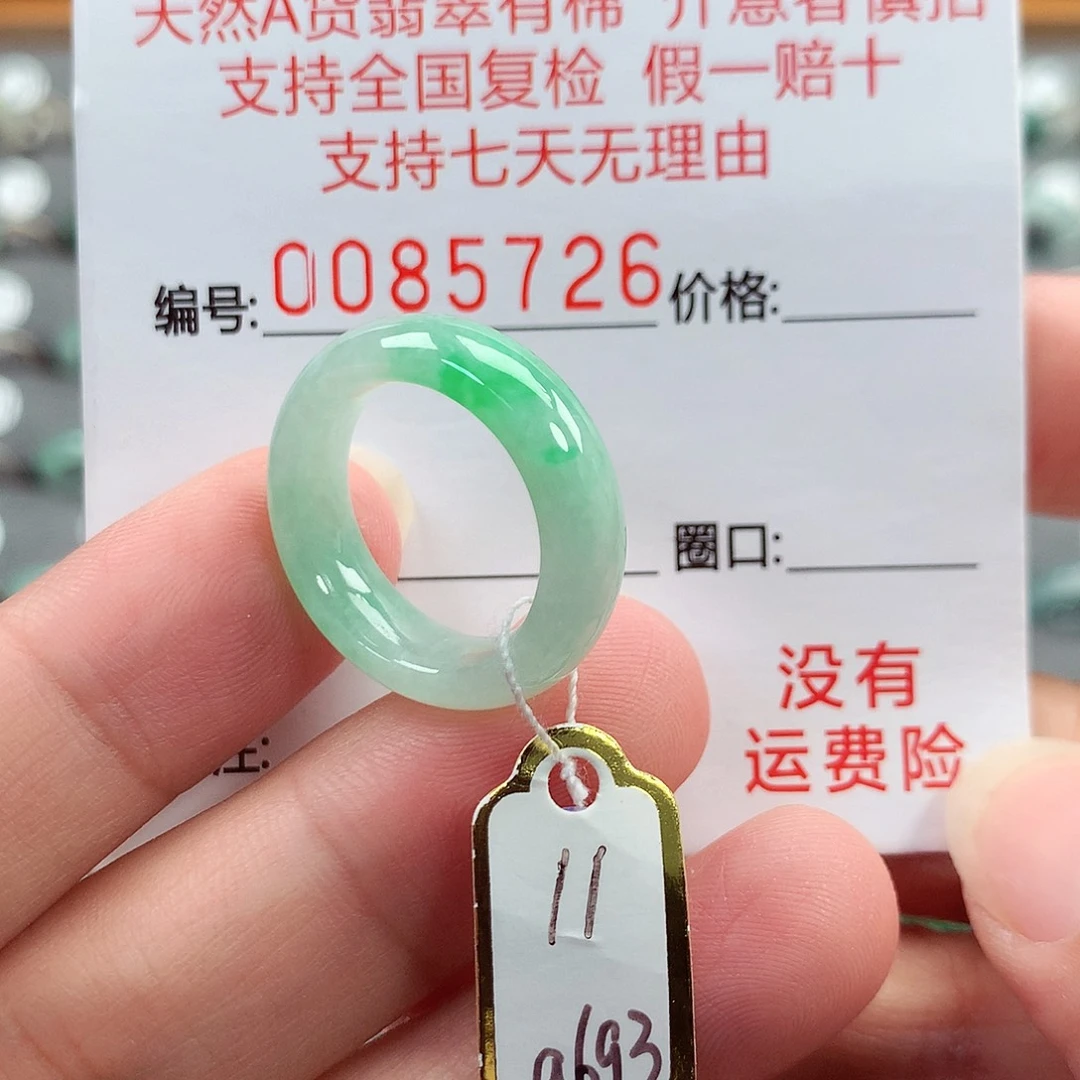 天然A货翡翠有棉 介意者慎拍
支持全国复检 假一赔十
支持七天无理由
编号: 0085726 价格:
圈口:
没有
运费险
注:
11
a693